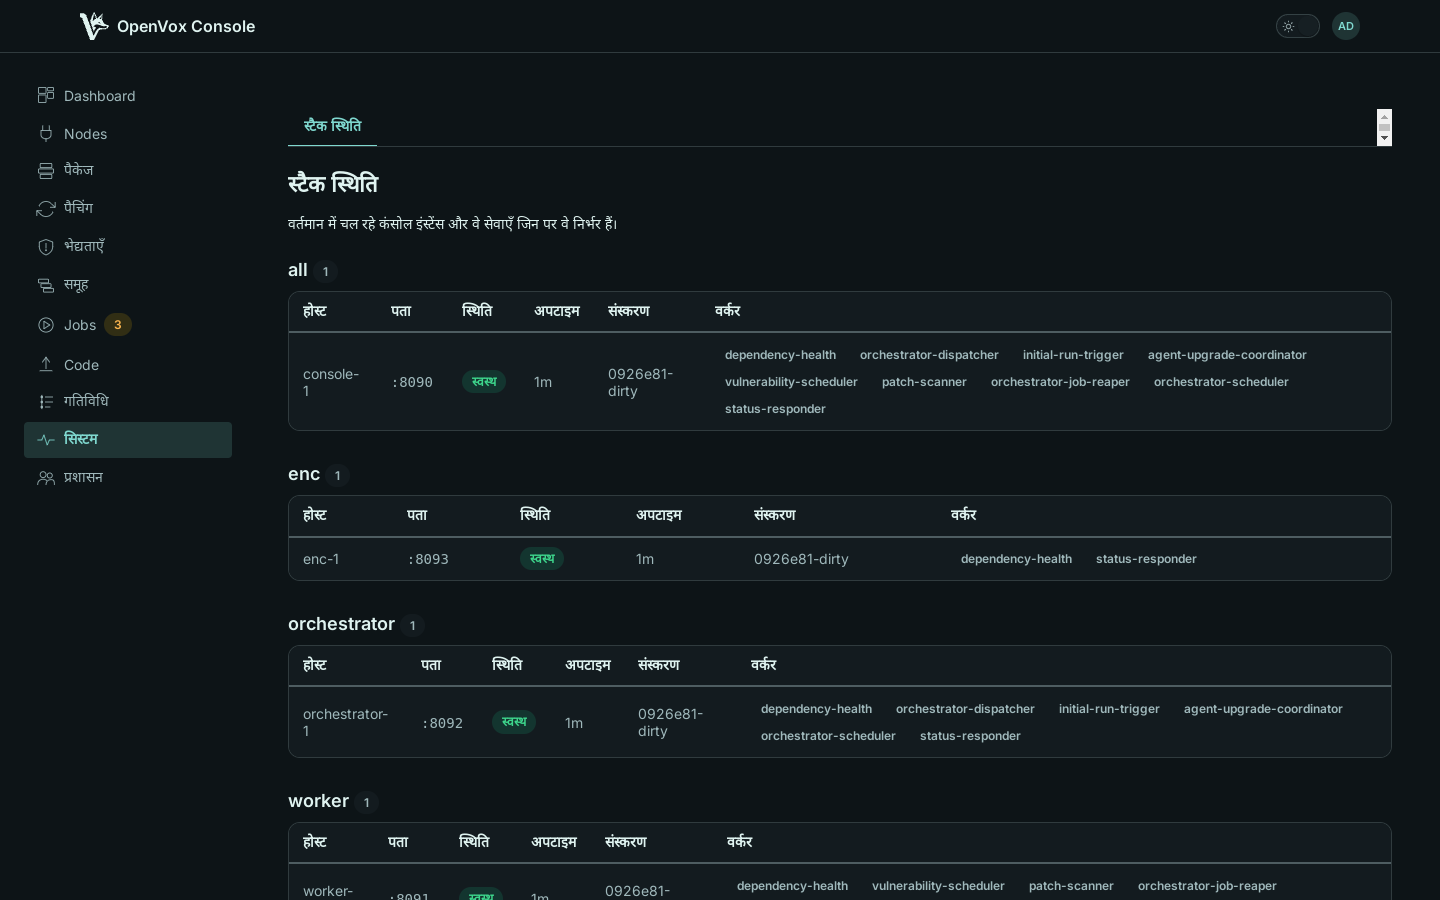 OpenVox Console
AD
Dashboard
Nodes
पैकेज
पैचिंग
भेद्यताएँ
समूह
Jobs 3
Code
गतिविधि
सिस्टम
प्रशासन
स्टैक स्थिति
स्टैक स्थिति
वर्तमान में चल रहे कंसोल इंस्टेंस और वे सेवाएँ जिन पर वे निर्भर हैं।
all 1
होस्ट पता स्थिति अपटाइम संस्करण वर्कर
console-1 :8090 स्वस्थ 1m 0926e81-dirty
dependency-health orchestrator-dispatcher initial-run-trigger agent-upgrade-coordinator
vulnerability-scheduler patch-scanner orchestrator-job-reaper orchestrator-scheduler
status-responder
enc 1
होस्ट पता स्थिति अपटाइम संस्करण वर्कर
enc-1 :8093 स्वस्थ 1m 0926e81-dirty dependency-health status-responder
orchestrator 1
होस्ट पता स्थिति अपटाइम संस्करण वर्कर
orchestrator-1 :8092 स्वस्थ 1m 0926e81-dirty
dependency-health orchestrator-dispatcher initial-run-trigger agent-upgrade-coordinator
orchestrator-scheduler status-responder
worker 1
होस्ट पता स्थिति अपटाइम संस्करण वर्कर
worker- :8091 स्वस्थ 1m 0926e81-
dependency-health vulnerability-scheduler patch-scanner orchestrator-job-reaper